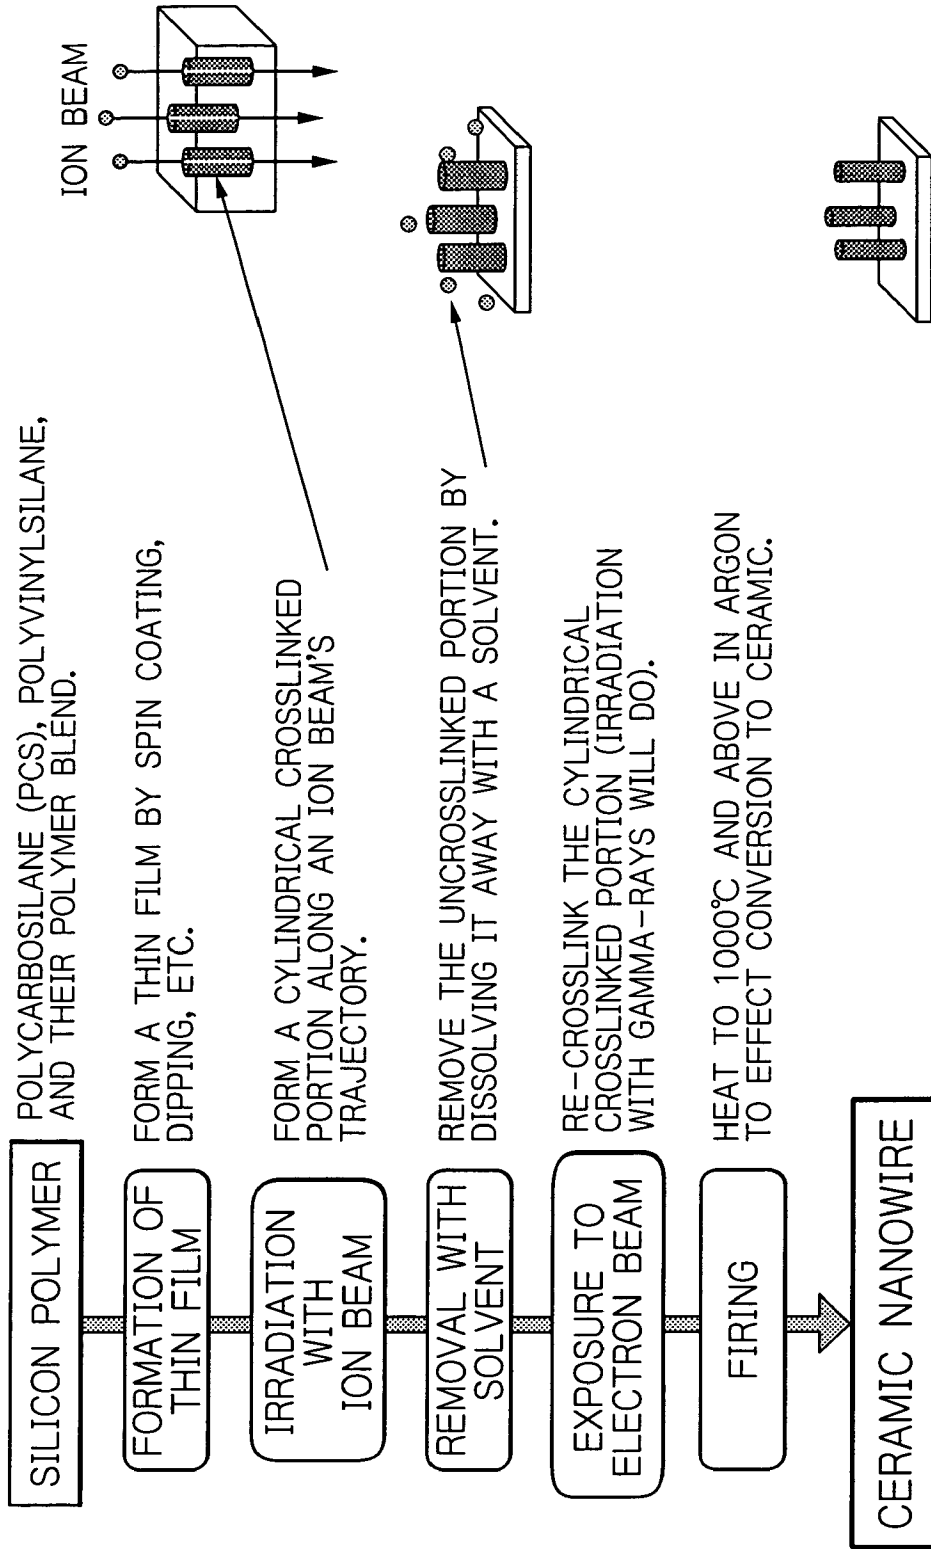 SILICON POLYMER
POLYCARBOSILANE (PCS), POLYVINYLSILANE,
AND THEIR POLYMER BLEND.
FORMATION OF
THIN FILM
FORM A THIN FILM BY SPIN COATING,
DIPPING, ETC.
IRRADIATION
WITH
ION BEAM
FORM A CYLINDRICAL CROSSLINKED
PORTION ALONG AN ION BEAM'S
TRAJECTORY.
ION BEAM
REMOVAL WITH
SOLVENT
REMOVE THE UNCROSSLINKED PORTION BY
DISSOLVING IT AWAY WITH A SOLVENT.
EXPOSURE TO
ELECTRON BEAM
RE-CROSSLINK THE CYLINDRICAL
CROSSLINKED PORTION (IRRADIATION
WITH GAMMA-RAYS WILL DO).
FIRING
HEAT TO 1000℃ AND ABOVE IN ARGON
TO EFFECT CONVERSION TO CERAMIC.
CERAMIC NANOWIRE